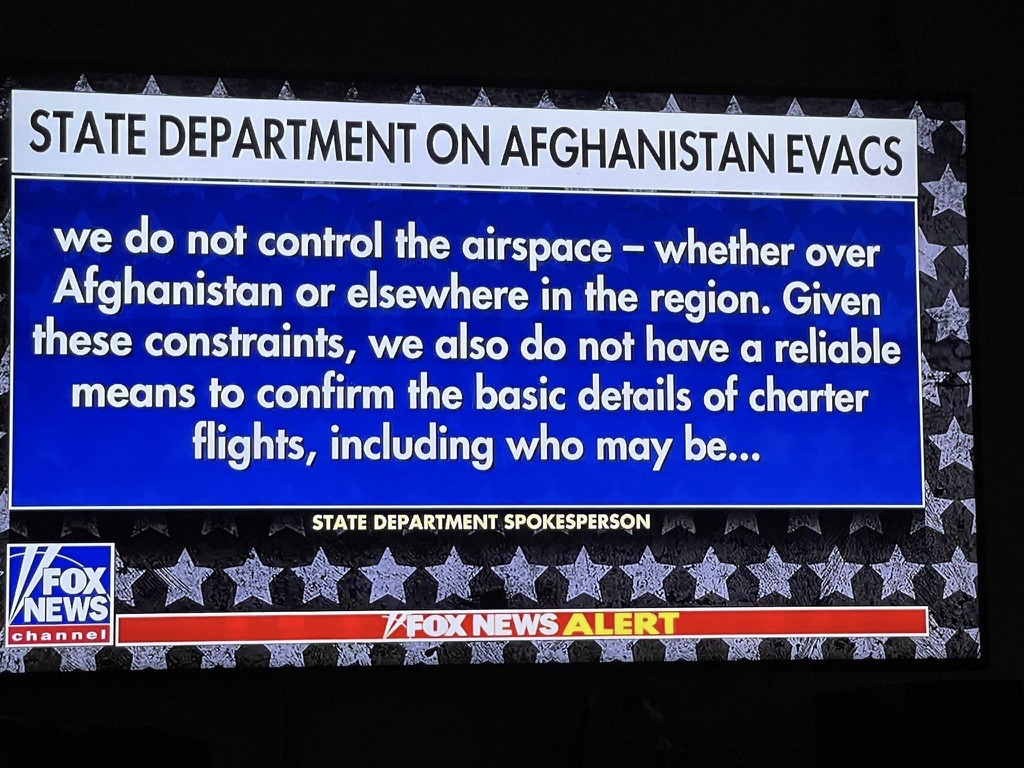 STATE DEPARTMENT ON AFGHANISTAN EVACS
we do not control the airspace – whether over
Afghanistan or elsewhere in the region. Given
these constraints, we also do not have a reliable
means to confirm the basic details of charter
flights, including who may be...
STATE DEPARTMENT SPOKESPERSON
FOX
NEWS
channel
FOX NEWS ALERT